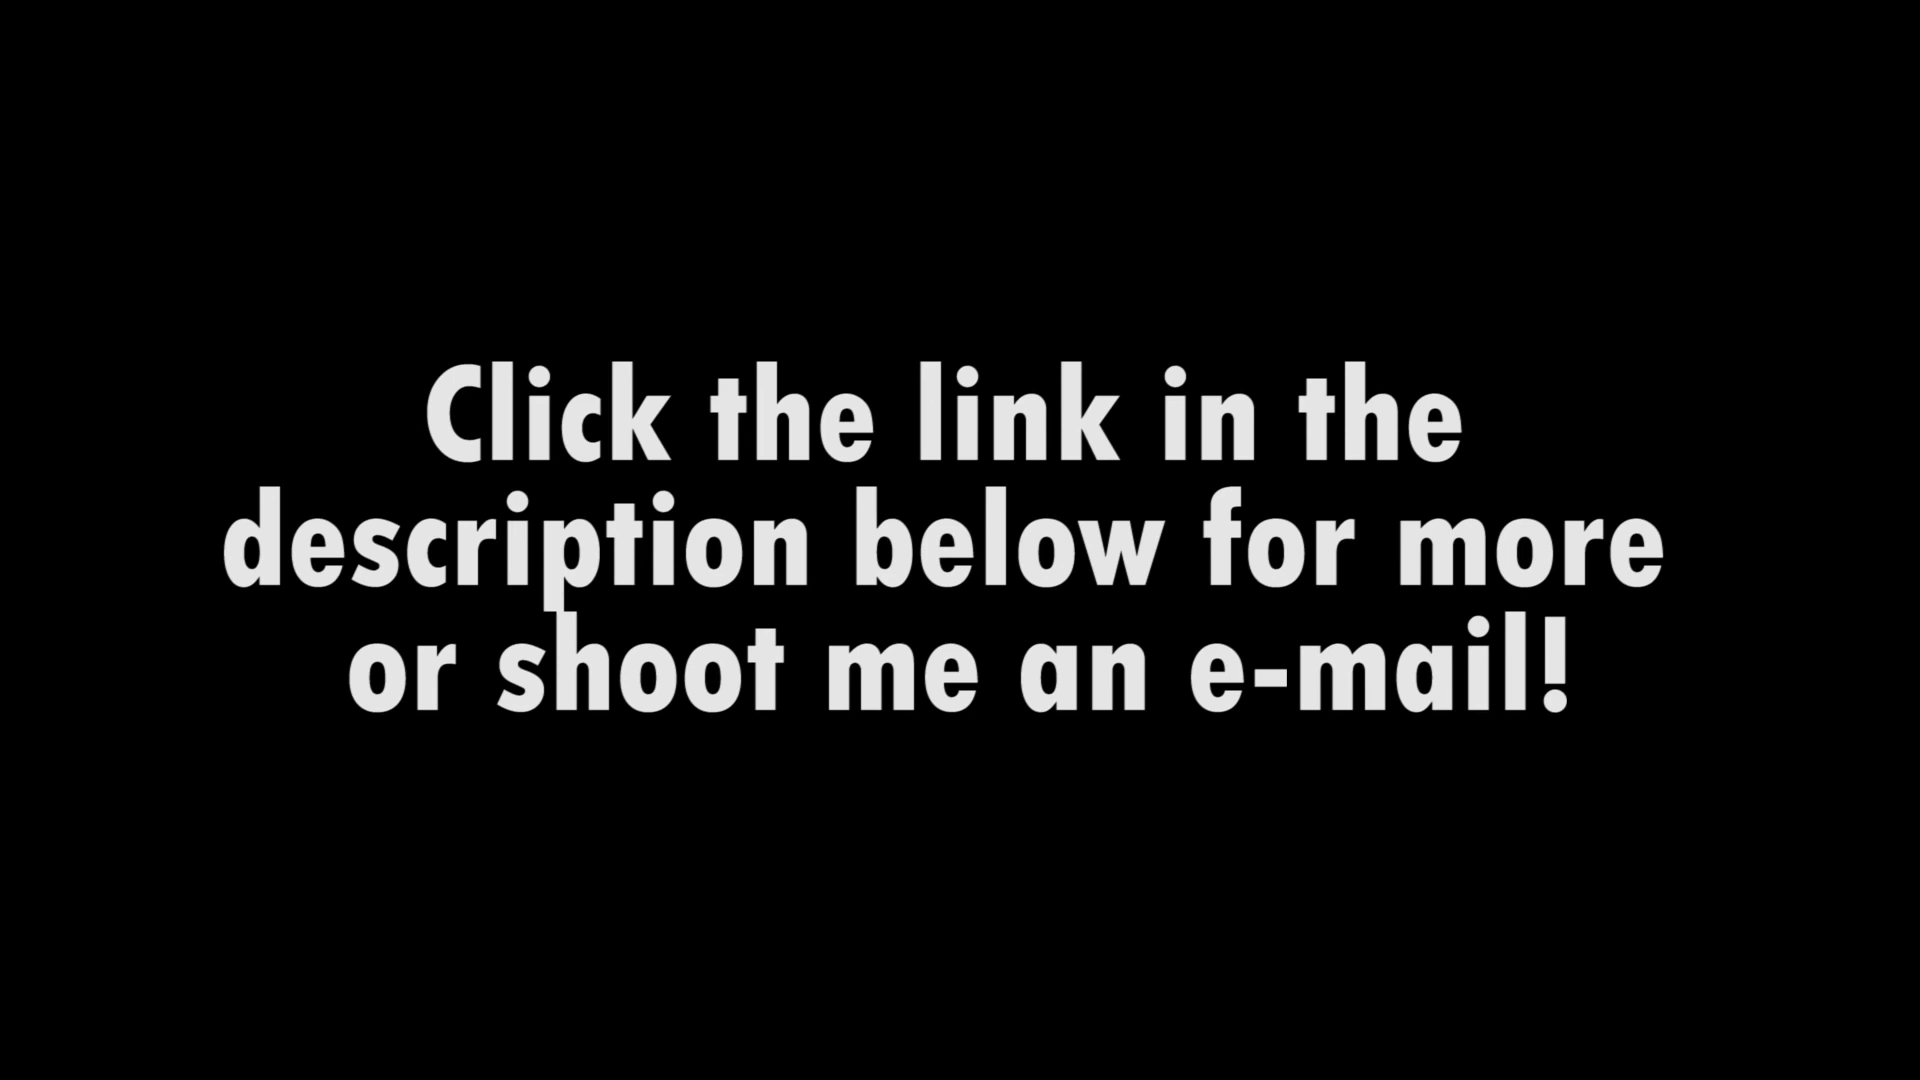 Click the link in the
description below for more
or shoot me an e-mail!